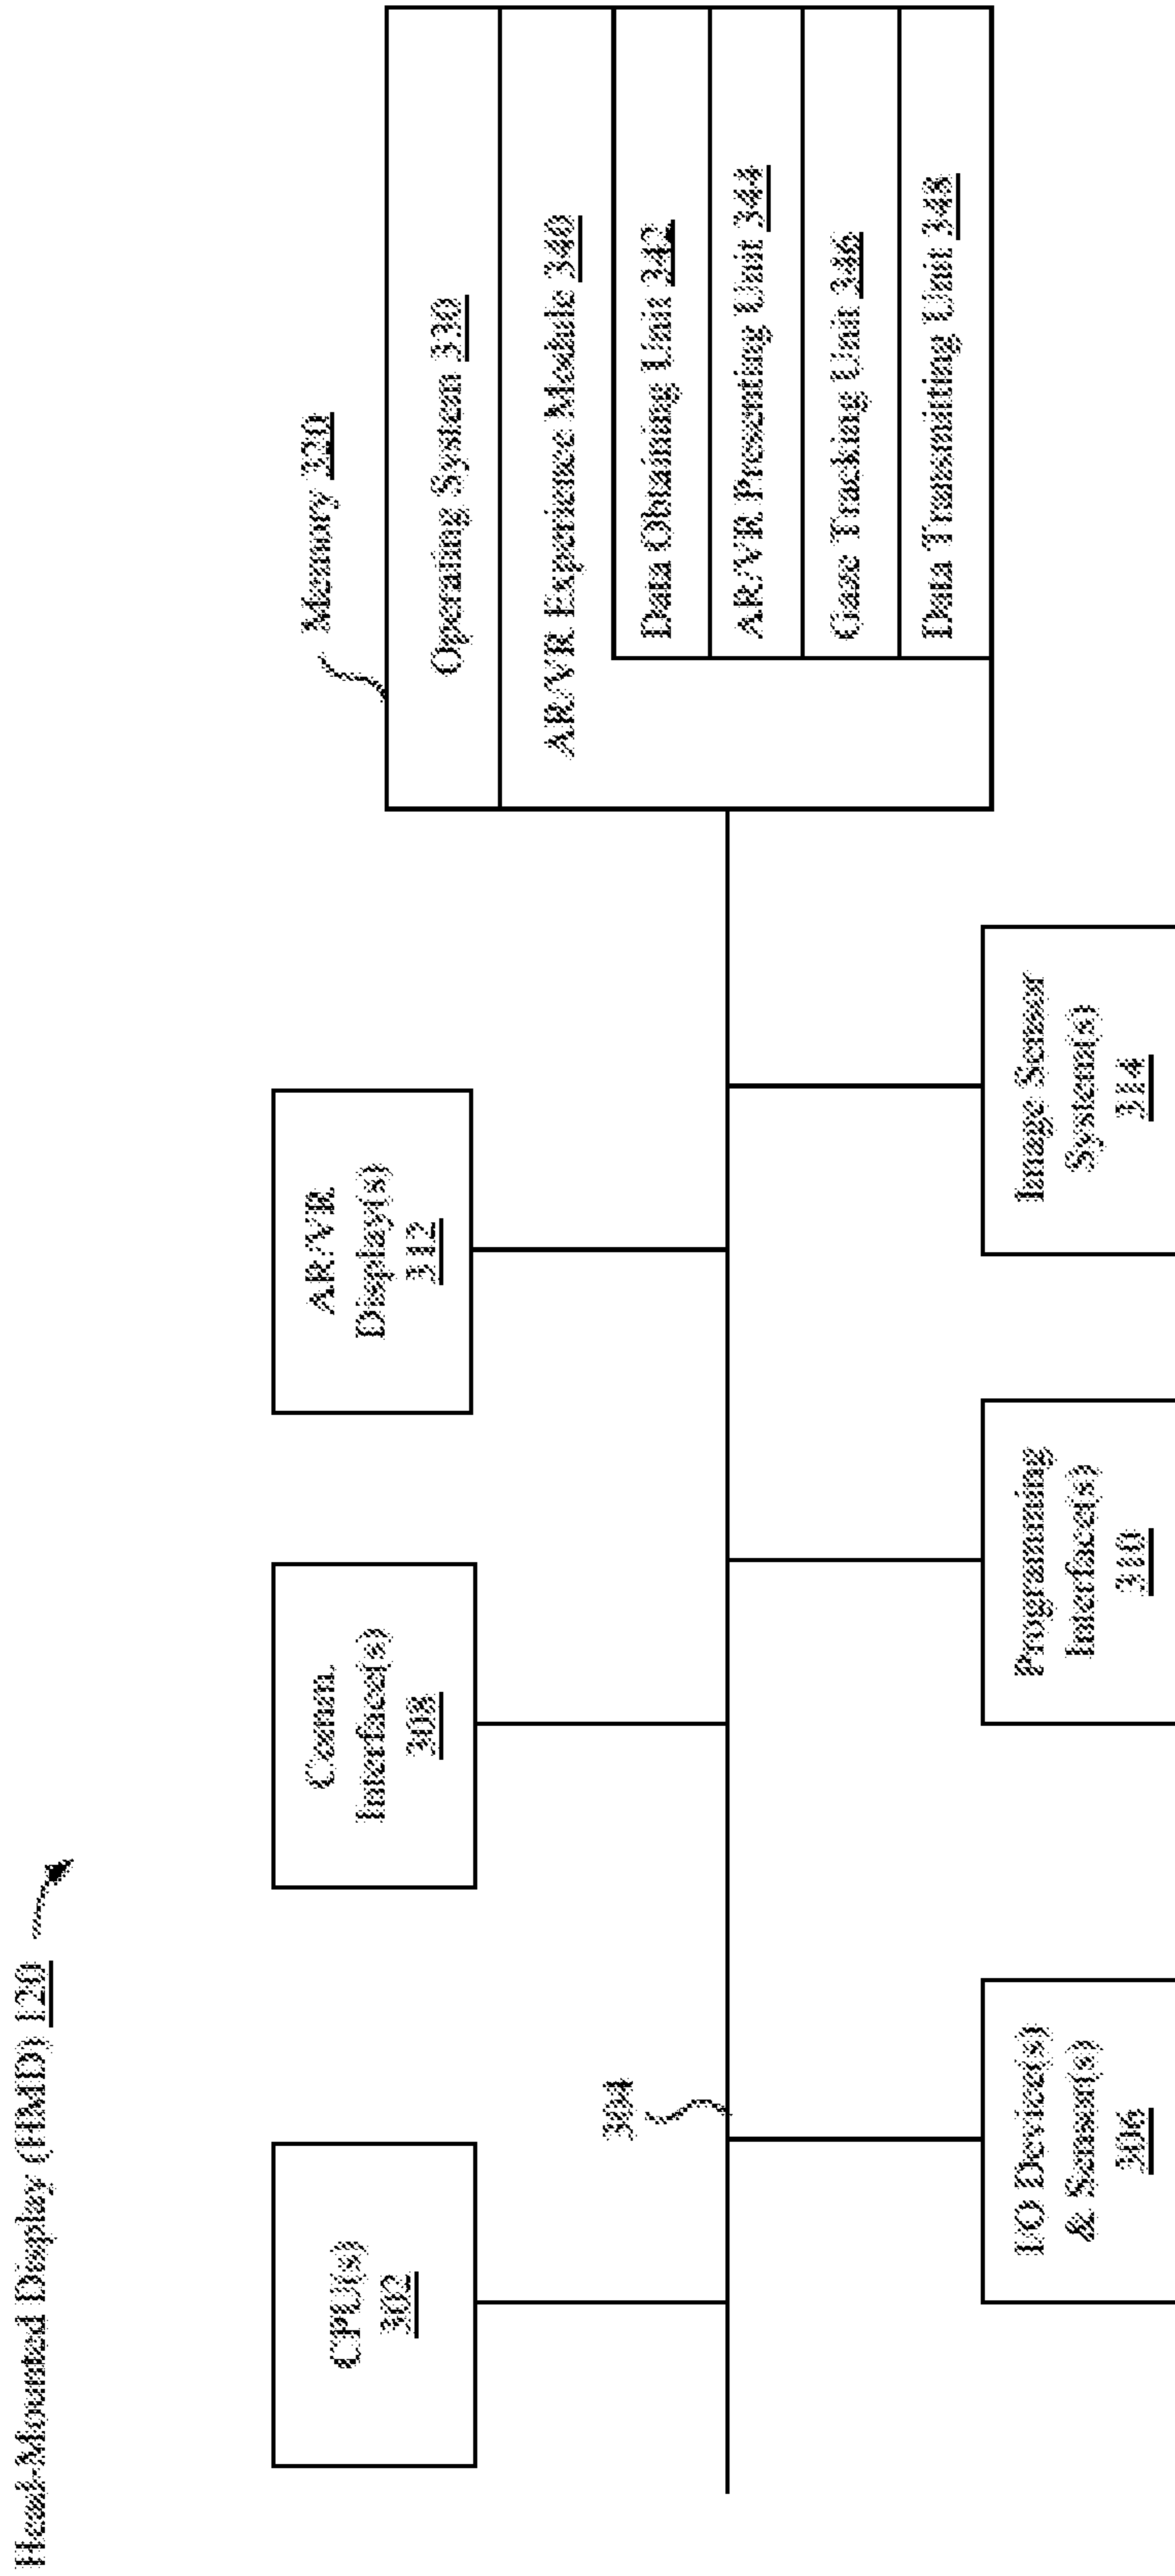 Head-Mounted Display (HMD) 120
CPU(s)
302
Comm.
Interface(s)
308
AR/VR
Display(s)
312
Memory 320
Operating System 330
AR/VR Experience Module 340
Data Obtaining Unit 342
AR/VR Presenting Unit 344
Gaze Tracking Unit 346
Data Transmitting Unit 348
304
I/O Device(s)
& Sensor(s)
306
Programming
Interface(s)
310
Image Sensor
System(s)
314